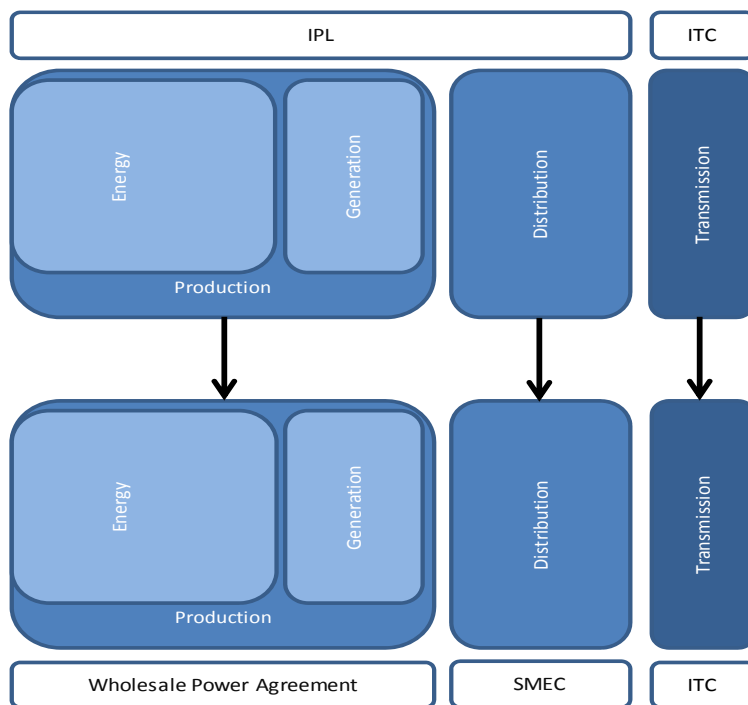 IPL
ITC
Energy
Generation
Production
Distribution
Transmission
Energy
Generation
Production
Distribution
Transmission
Wholesale Power Agreement
SMEC
ITC